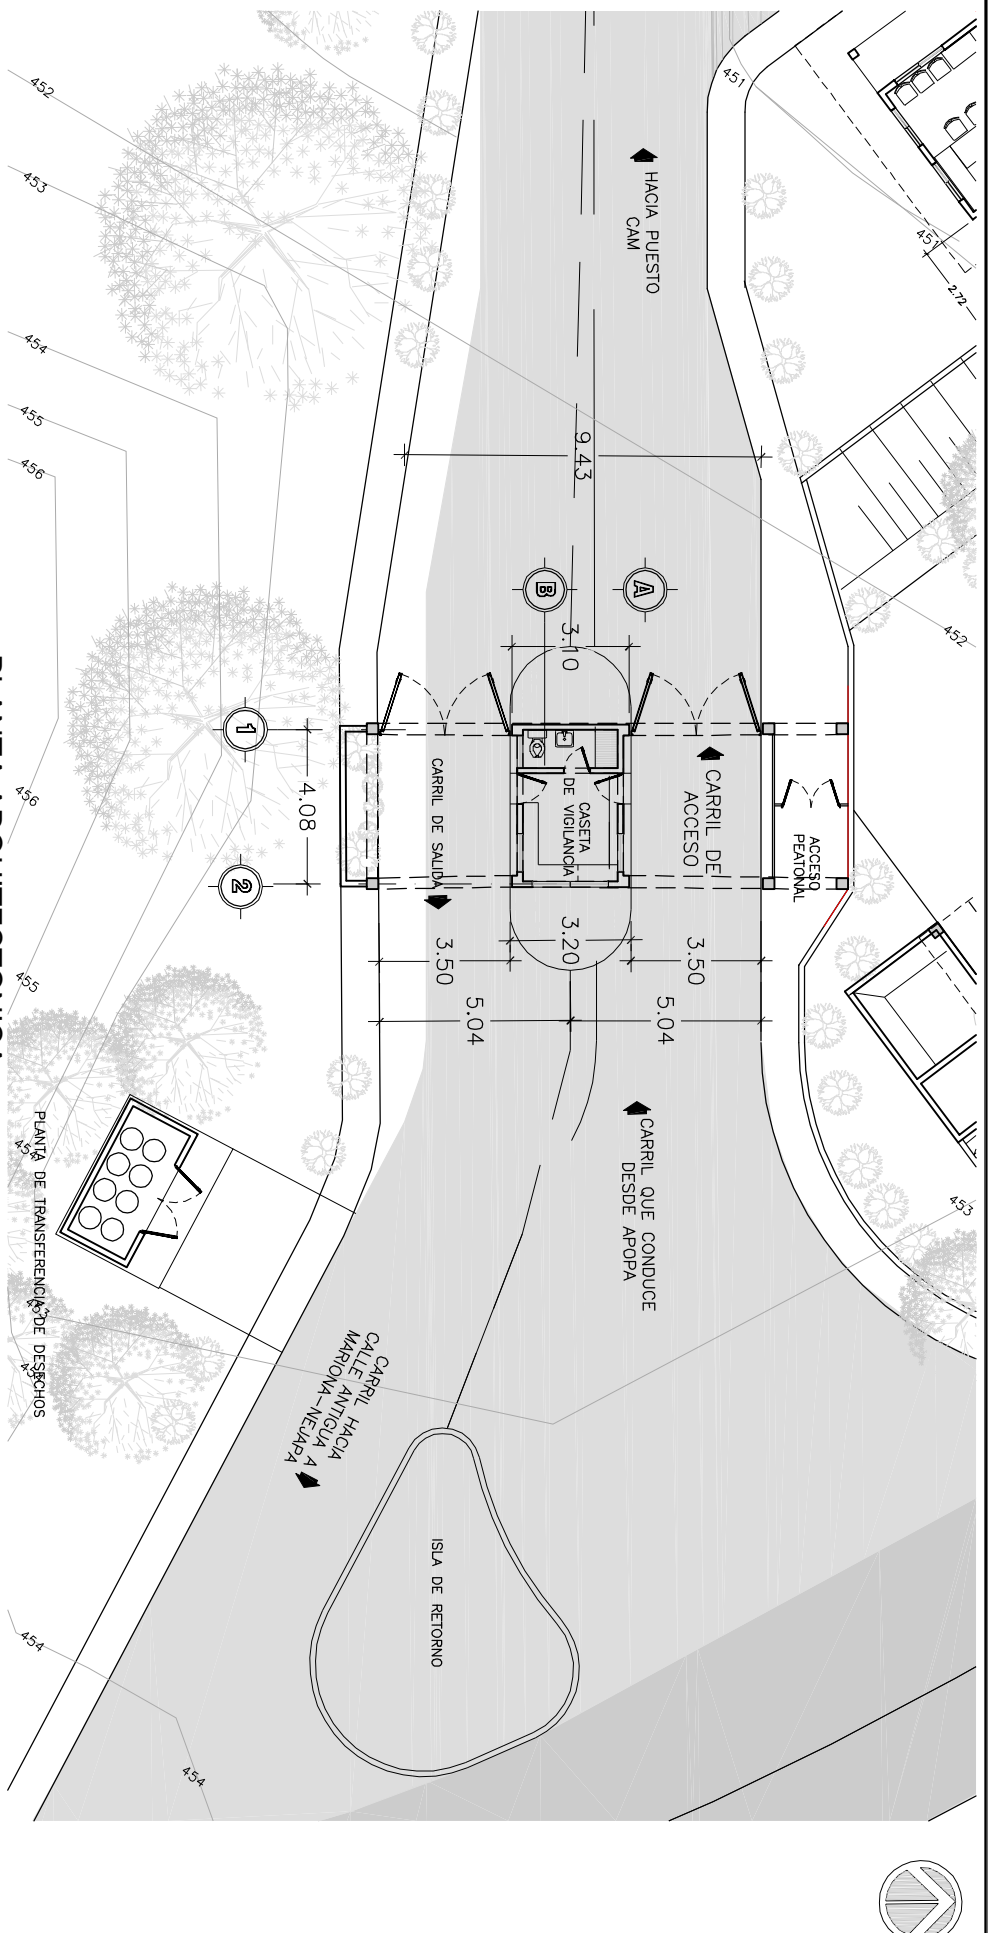 451
452
453
HACIA PUESTO
CAM
451
2.72
454
455
456
9.43
A
B
3.10
452
1
2
4.08
CARRIL DE SALIDA
CASETA
DE VIGILANCIA
CARRIL DE
ACCESO
ACCESO
PEATONAL
456
3.50
3.20
3.50
5.04
5.04
455
CARRIL QUE CONDUCE
DESDE APOPA
PLANTA DE TRANSFERENCIA DE DESECHOS
454
453
453
CARRIL HACIA
CALLE ANTIGUA A
MARIONA-NEJAPA
ISLA DE RETORNO
454
454